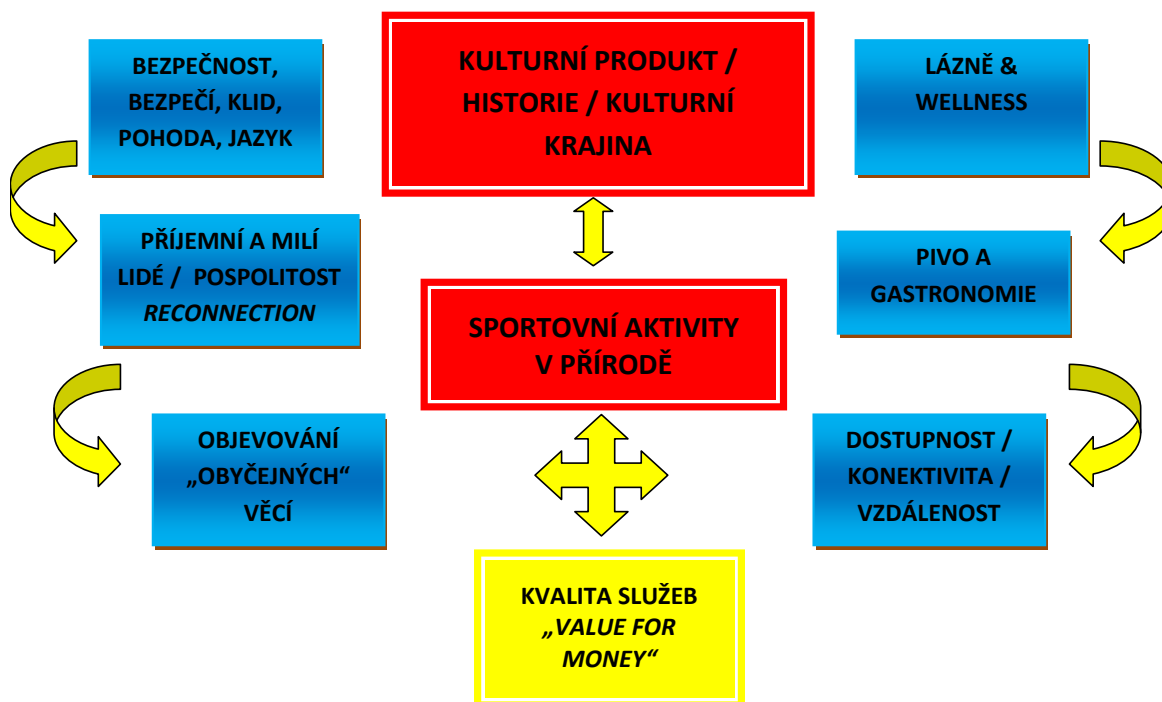 BEZPEČNOST,
BEZPEČÍ, KLID,
POHODA, JAZYK
KULTURNÍ PRODUKT /
HISTORIE / KULTURNÍ
KRAJINA
LÁZNĚ &
WELLNESS
PŘÍJEMNÍ A MILÍ
LIDÉ / POSPOLITOST
RECONNECTION
SPORTOVNÍ AKTIVITY
V PŘÍRODĚ
PIVO A
GASTRONOMIE
OBJEVOVÁNÍ
„OBYČEJNÝCH“
VĚCÍ
DOSTUPNOST /
KONEKTIVITA /
VZDÁLENOST
KVALITA SLUŽEB
„VALUE FOR
MONEY“